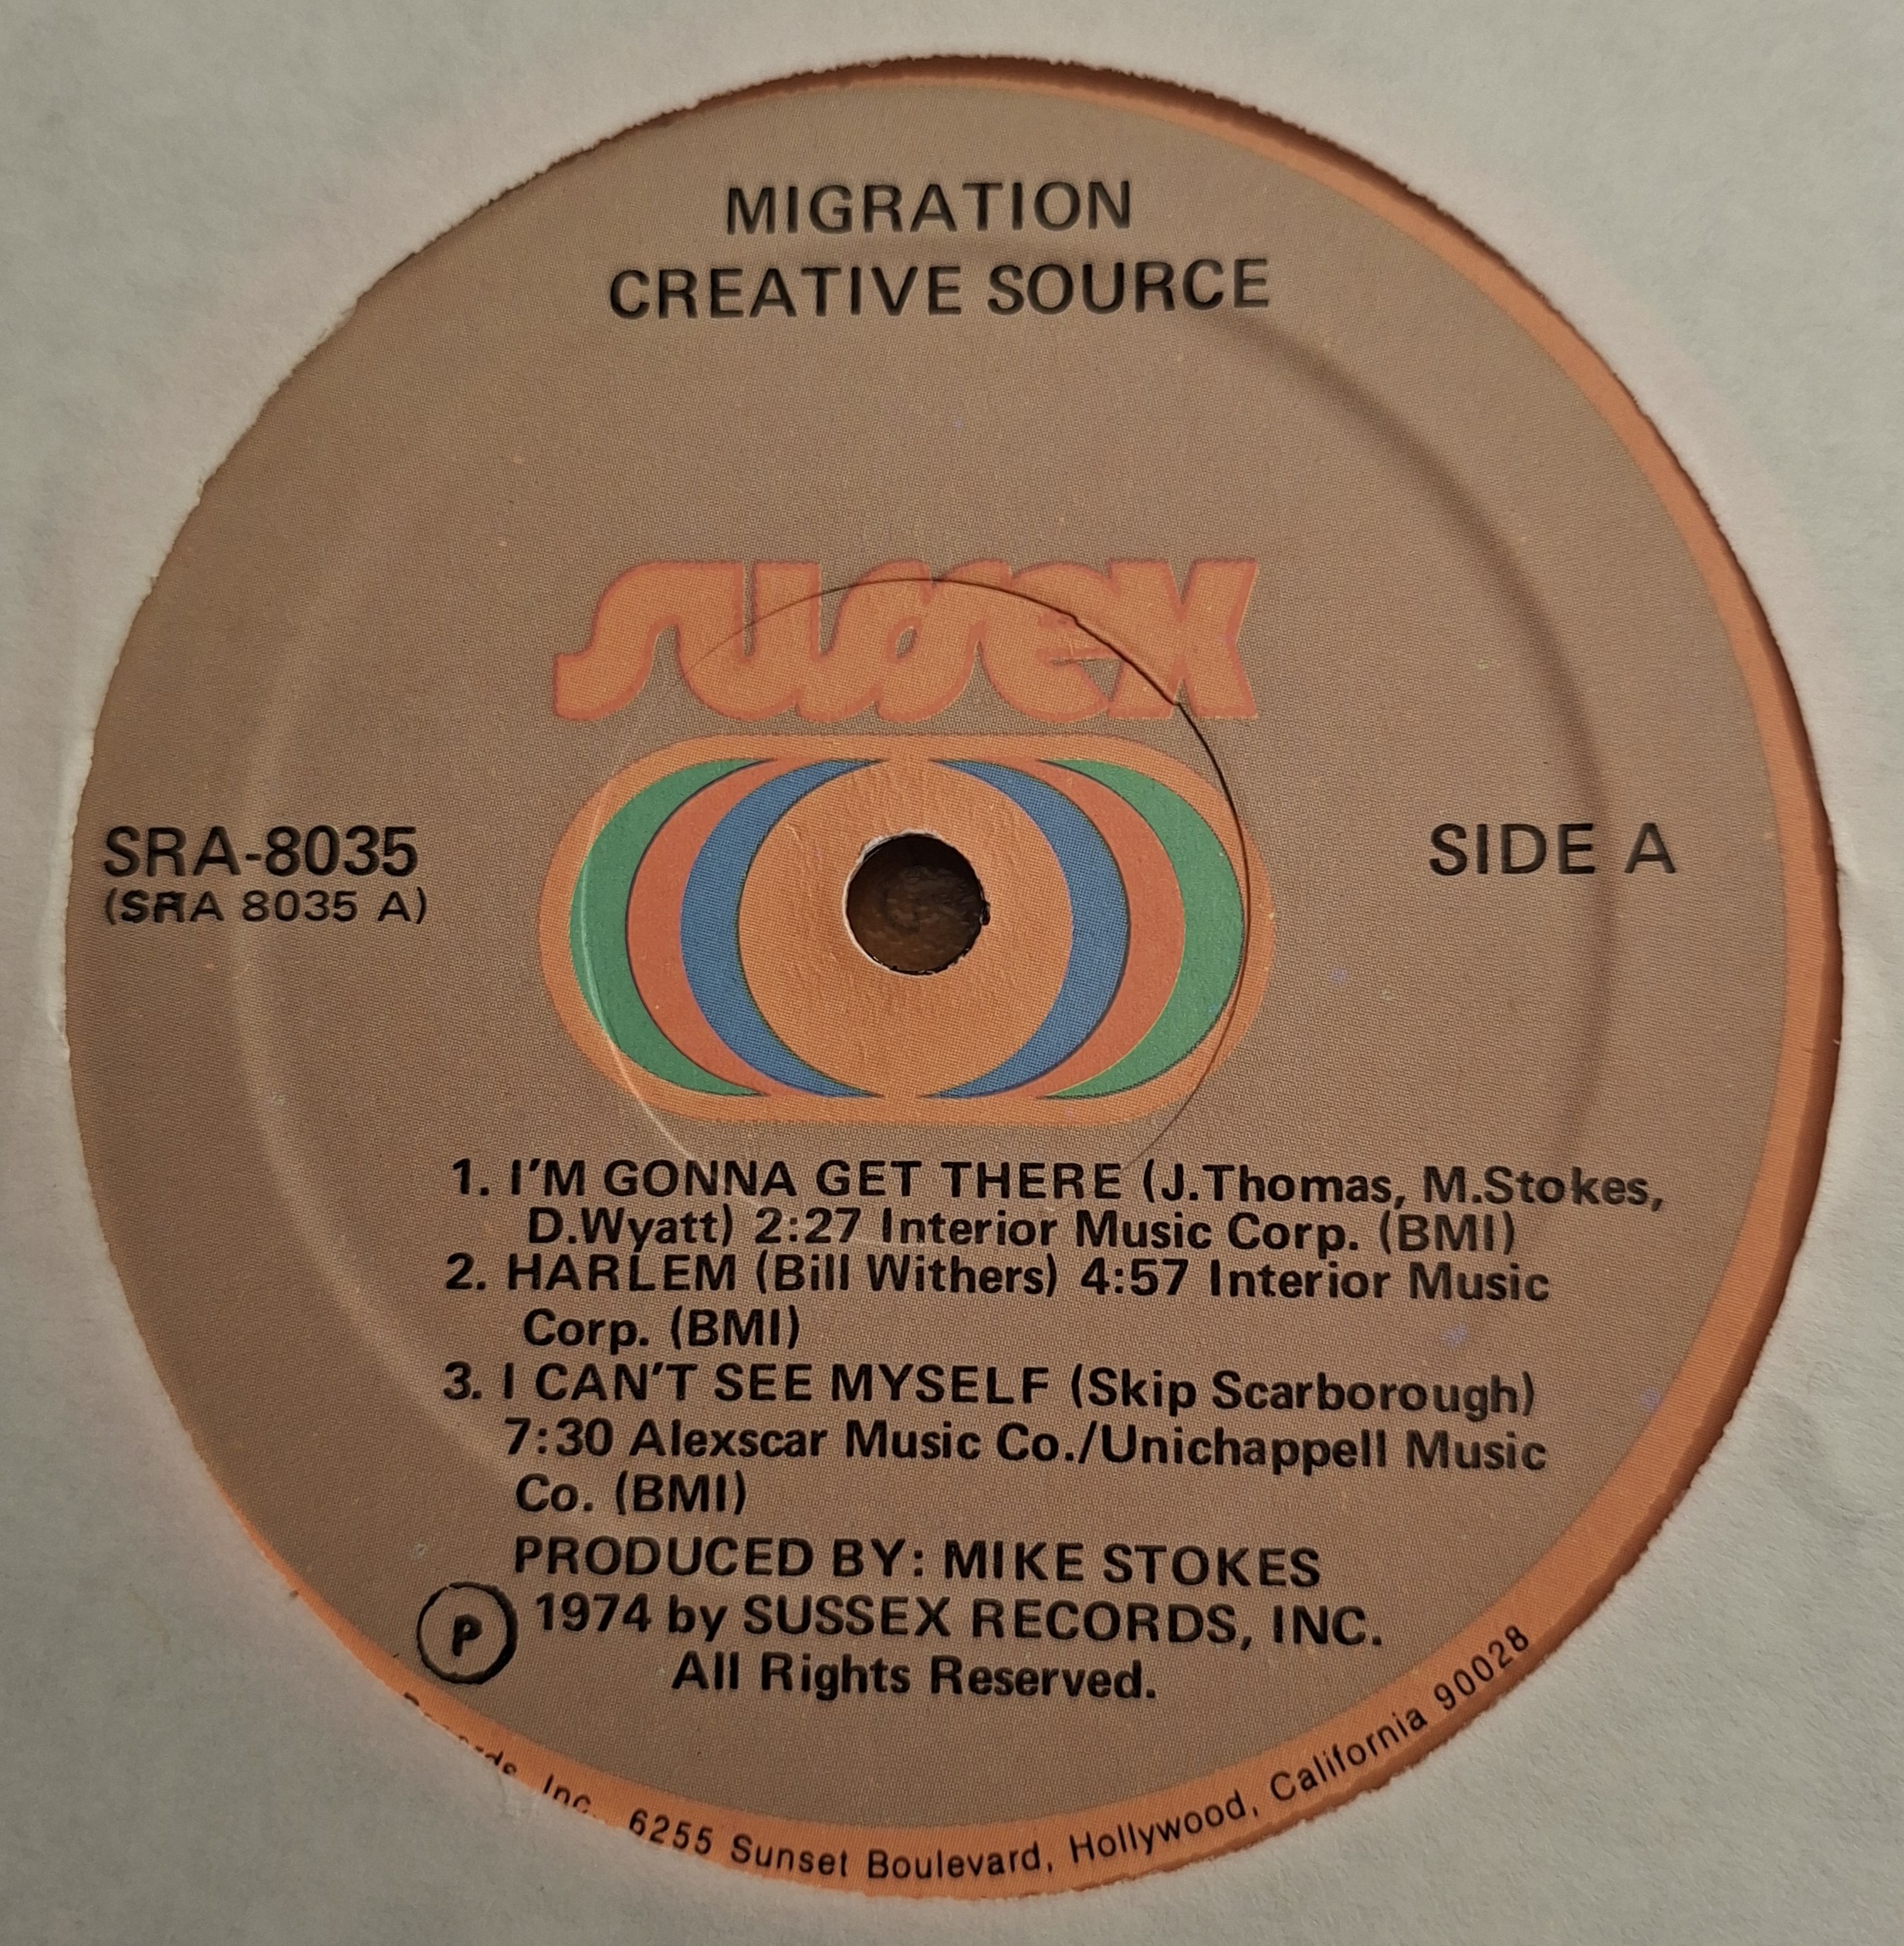 MIGRATION
CREATIVE SOURCE
sussex
SRA-8035
(SRA 8035 A)
SIDE A
1. I'M GONNA GET THERE (J.Thomas, M.Stokes,
D.Wyatt) 2:27 Interior Music Corp. (BMI)
2. HARLEM (Bill Withers) 4:57 Interior Music
Corp. (BMI)
3. I CAN'T SEE MYSELF (Skip Scarborough)
7:30 Alexscar Music Co./Unichappell Music
Co. (BMI)
PRODUCED BY: MIKE STOKES
Ⓟ 1974 by SUSSEX RECORDS, INC.
All Rights Reserved.
Inc. 6255 Sunset Boulevard, Hollywood, California 90028